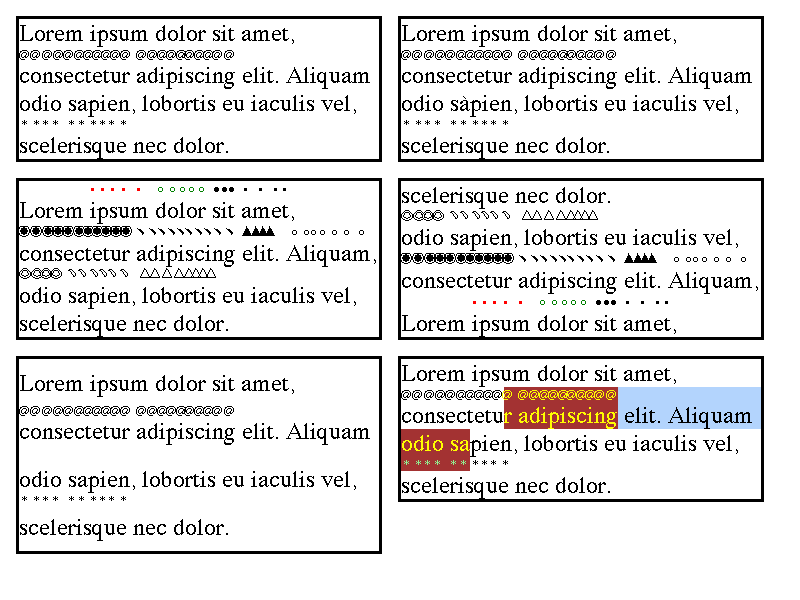 Lorem ipsum dolor sit amet,
consectetur adipiscing elit. Aliquam
odio sapien, lobortis eu iaculis vel,
scelerisque nec dolor.
Lorem ipsum dolor sit amet,
consectetur adipiscing elit. Aliquam
odio sàpien, lobortis eu iaculis vel,
scelerisque nec dolor.
Lorem ipsum dolor sit amet,
consectetur adipiscing elit. Aliquam,
odio sapien, lobortis eu iaculis vel,
scelerisque nec dolor.
scelerisque nec dolor.
odio sapien, lobortis eu iaculis vel,
consectetur adipiscing elit. Aliquam,
Lorem ipsum dolor sit amet,
Lorem ipsum dolor sit amet,
consectetur adipiscing elit. Aliquam
odio sapien, lobortis eu iaculis vel,
scelerisque nec dolor.
Lorem ipsum dolor sit amet,
consectetur adipiscing elit. Aliquam
odio sapien, lobortis eu iaculis vel,
scelerisque nec dolor.